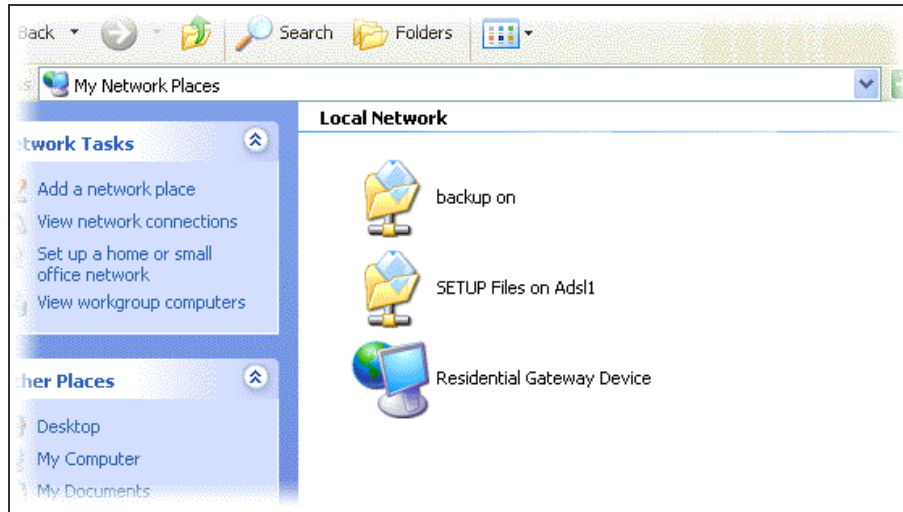 Back
Search
Folders
My Network Places
Local Network
Network Tasks
Add a network place
View network connections
Set up a home or small
office network
View workgroup computers
backup on
SETUP Files on Adsl1
Residential Gateway Device
Other Places
Desktop
My Computer
My Documents